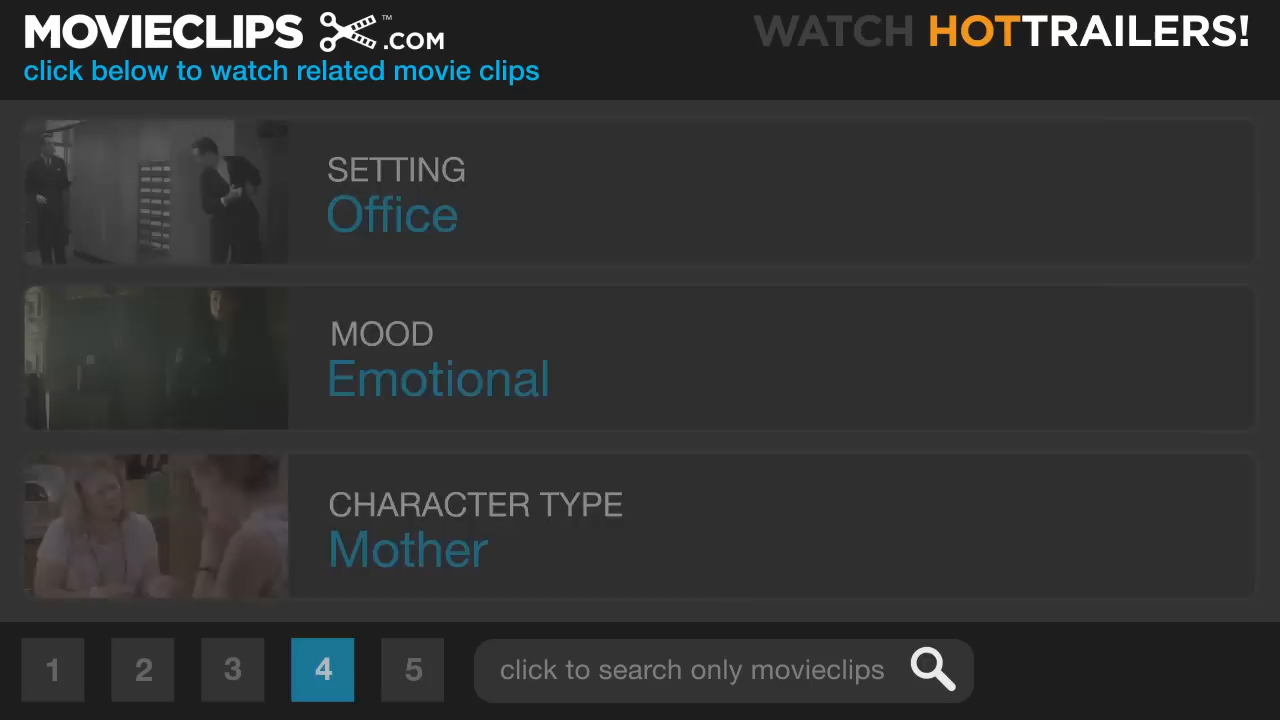 MOVIECLIPS ™.COM
WATCH HOTTRAILERS!
click below to watch related movie clips
SETTING
Office
MOOD
Emotional
CHARACTER TYPE
Mother
1 2 3 4 5 click to search only movieclips